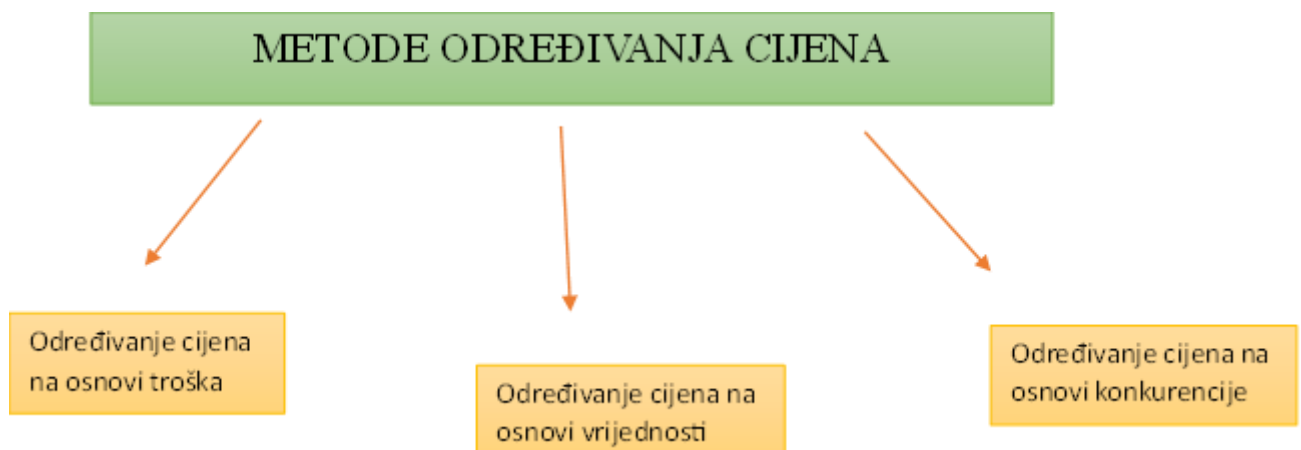 METODE ODREĐIVANJA CIJENA
Određivanje cijena
na osnovi troška
Određivanje cijena na
osnovi vrijednosti
Određivanje cijena na
osnovi konkurencije